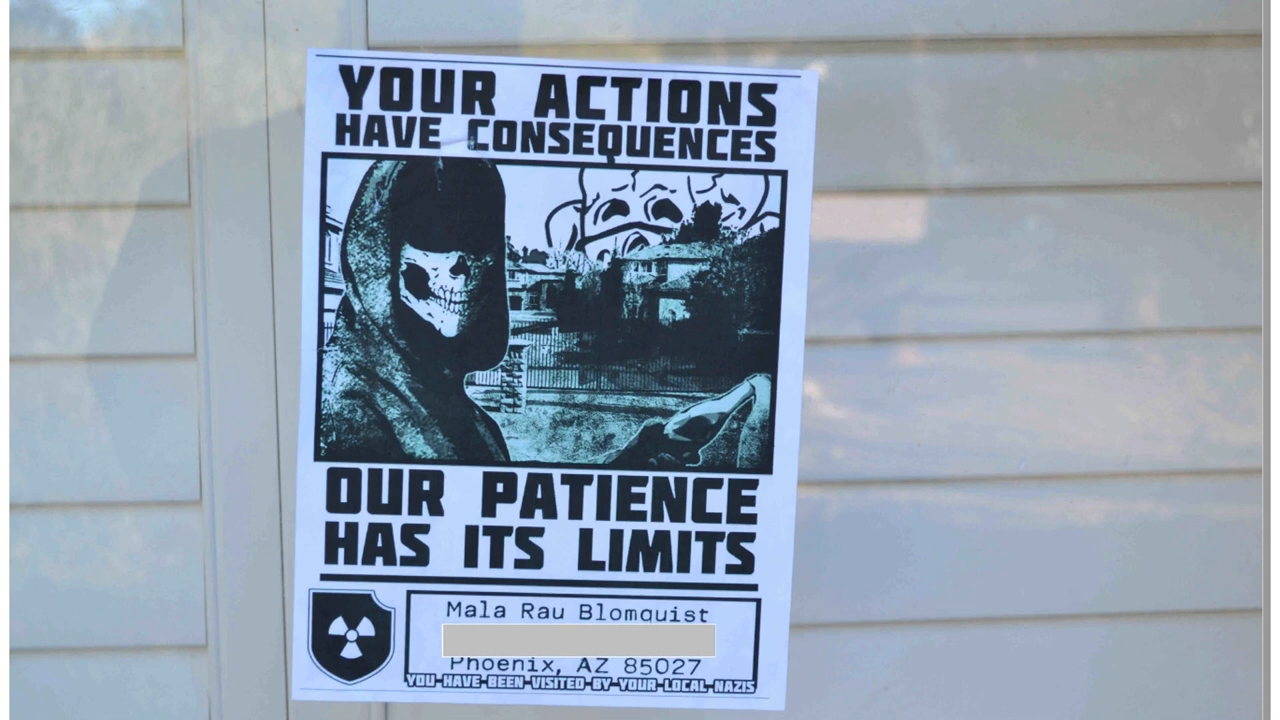 YOUR ACTIONS
HAVE CONSEQUENCES
OUR PATIENCE
HAS ITS LIMITS
Mala Rau Blomquist
Phoenix, AZ 85027
YOU HAVE BEEN VISITED BY YOUR LOCAL NAZIS